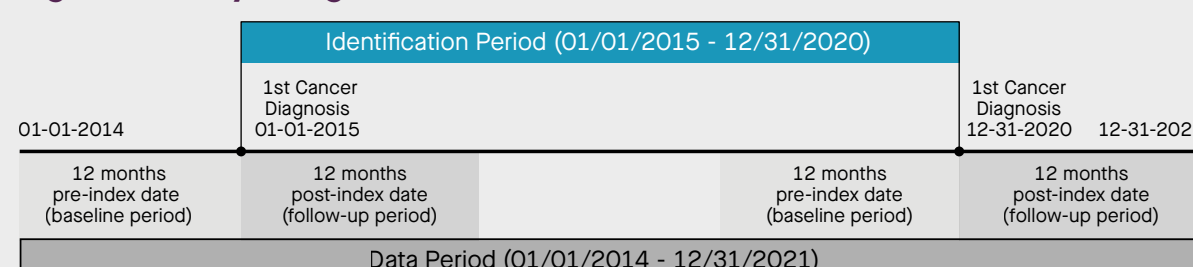 Identification Period (01/01/2015 - 12/31/2020)
1st Cancer
Diagnosis
01-01-2015
1st Cancer
Diagnosis
12-31-2020
01-01-2014
12-31-202
12 months
pre-index date
(baseline period)
12 months
post-index date
(follow-up period)
12 months
pre-index date
(baseline period)
12 months
post-index date
(follow-up period)
Data Period (01/01/2014 - 12/31/2021)